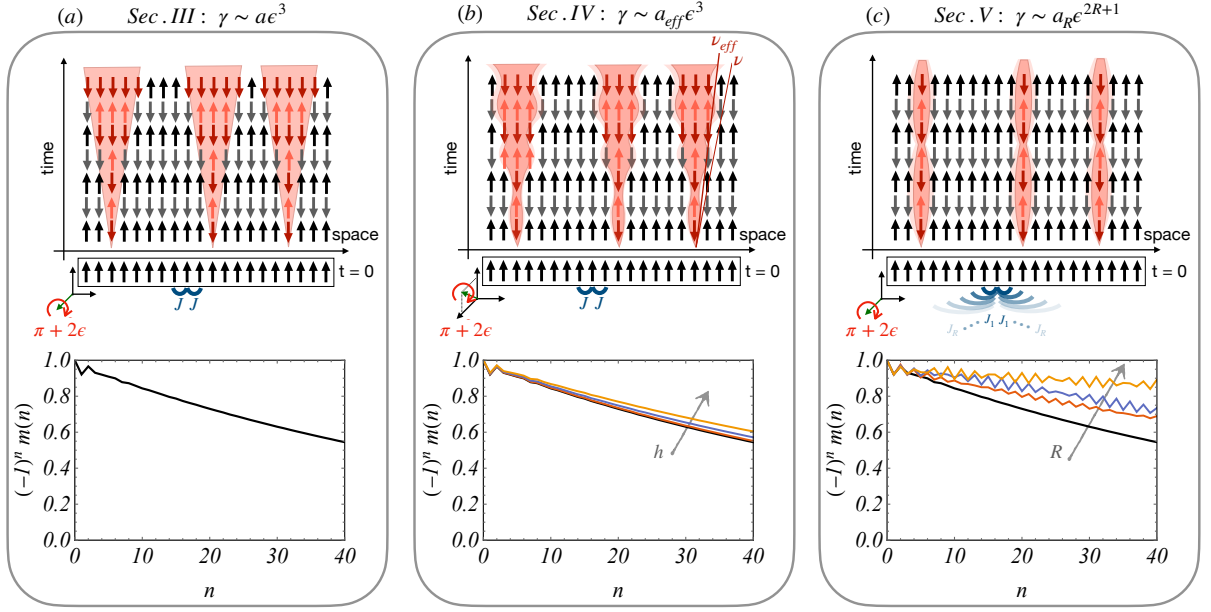 (a) Sec. III : γ ~ aϵ³
time
space
t = 0
J J
π + 2ϵ
1.0
0.8
0.6
0.4
0.2
0.0
(-1)ⁿ m(n)
0 10 20 30 40
n
(b) Sec. IV : γ ~ a_eff ϵ³
ν_eff
ν
time
space
t = 0
J J
π + 2ϵ
1.0
0.8
0.6
0.4
0.2
0.0
(-1)ⁿ m(n)
h
0 10 20 30 40
n
(c) Sec. V : γ ~ a_R ϵ^{2R+1}
time
space
t = 0
J_R J_1 J_1 J_R
π + 2ϵ
1.0
0.8
0.6
0.4
0.2
0.0
(-1)ⁿ m(n)
R
0 10 20 30 40
n